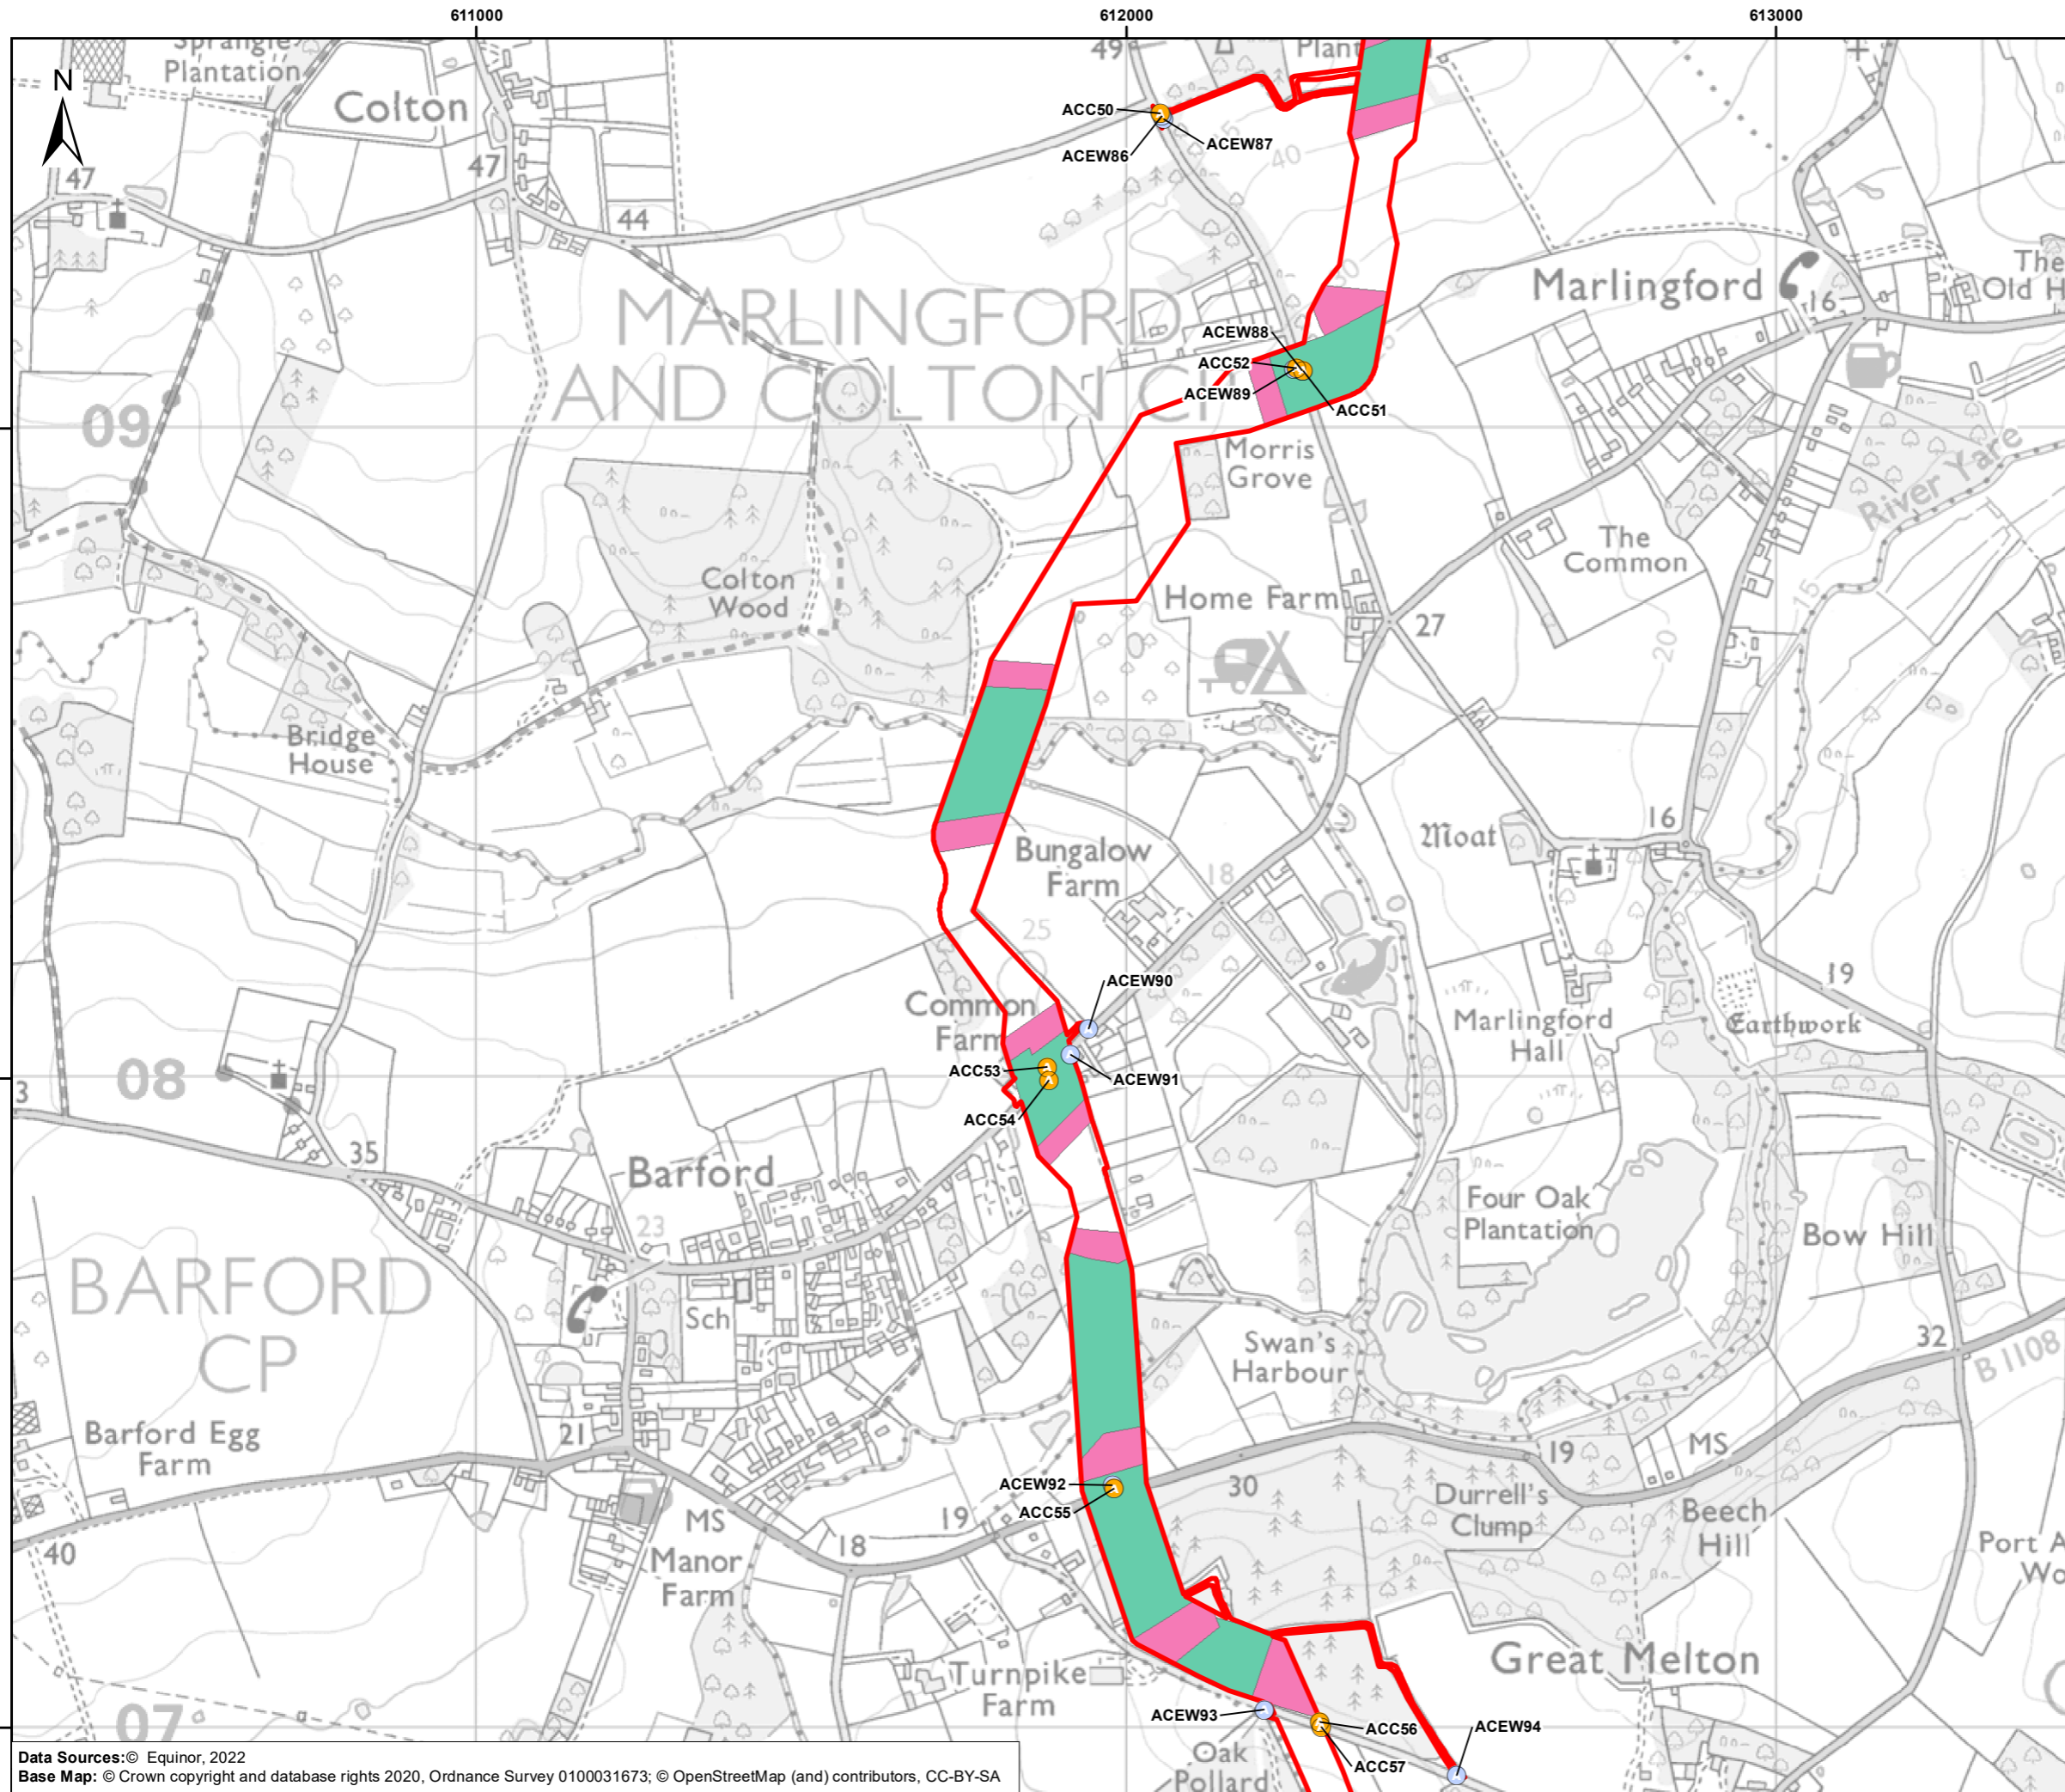 611000
612000
613000
Sprangle
Plantation
N
Colton
49
Plant
ACC50
ACEW86
ACEW87
15
40
47
47
44
30
MARLINGFORD
AND COLTON CP
Marlingford
16
The
Old H
ACEW88
ACC52
ACEW89
ACC51
09
Morris
Grove
River Yare
The
Common
Colton
Wood
Home Farm
27
15
20
Bridge
House
Bungalow
Farm
18
Moat
16
25
19
ACEW90
Common
Farm
Marlingford
Hall
Earthwork
08
ACC53
ACEW91
ACC54
3
35
Barford
23
Four Oak
Plantation
Bow Hill
BARFORD
CP
Sch
Swan's
Harbour
32
B 1108
Barford Egg
Farm
21
19
MS
ACEW92
ACC55
30
Durrell's
Clump
Beech
Hill
MS
19
40
18
Manor
Farm
Port A
Wo
Great Melton
Turnpike
Farm
07
ACEW93
ACC56
ACEW94
ACC57
Oak
Pollard
Data Sources:© Equinor, 2022
Base Map: © Crown copyright and database rights 2020, Ordnance Survey 0100031673; © OpenStreetMap (and) contributors, CC-BY-SA